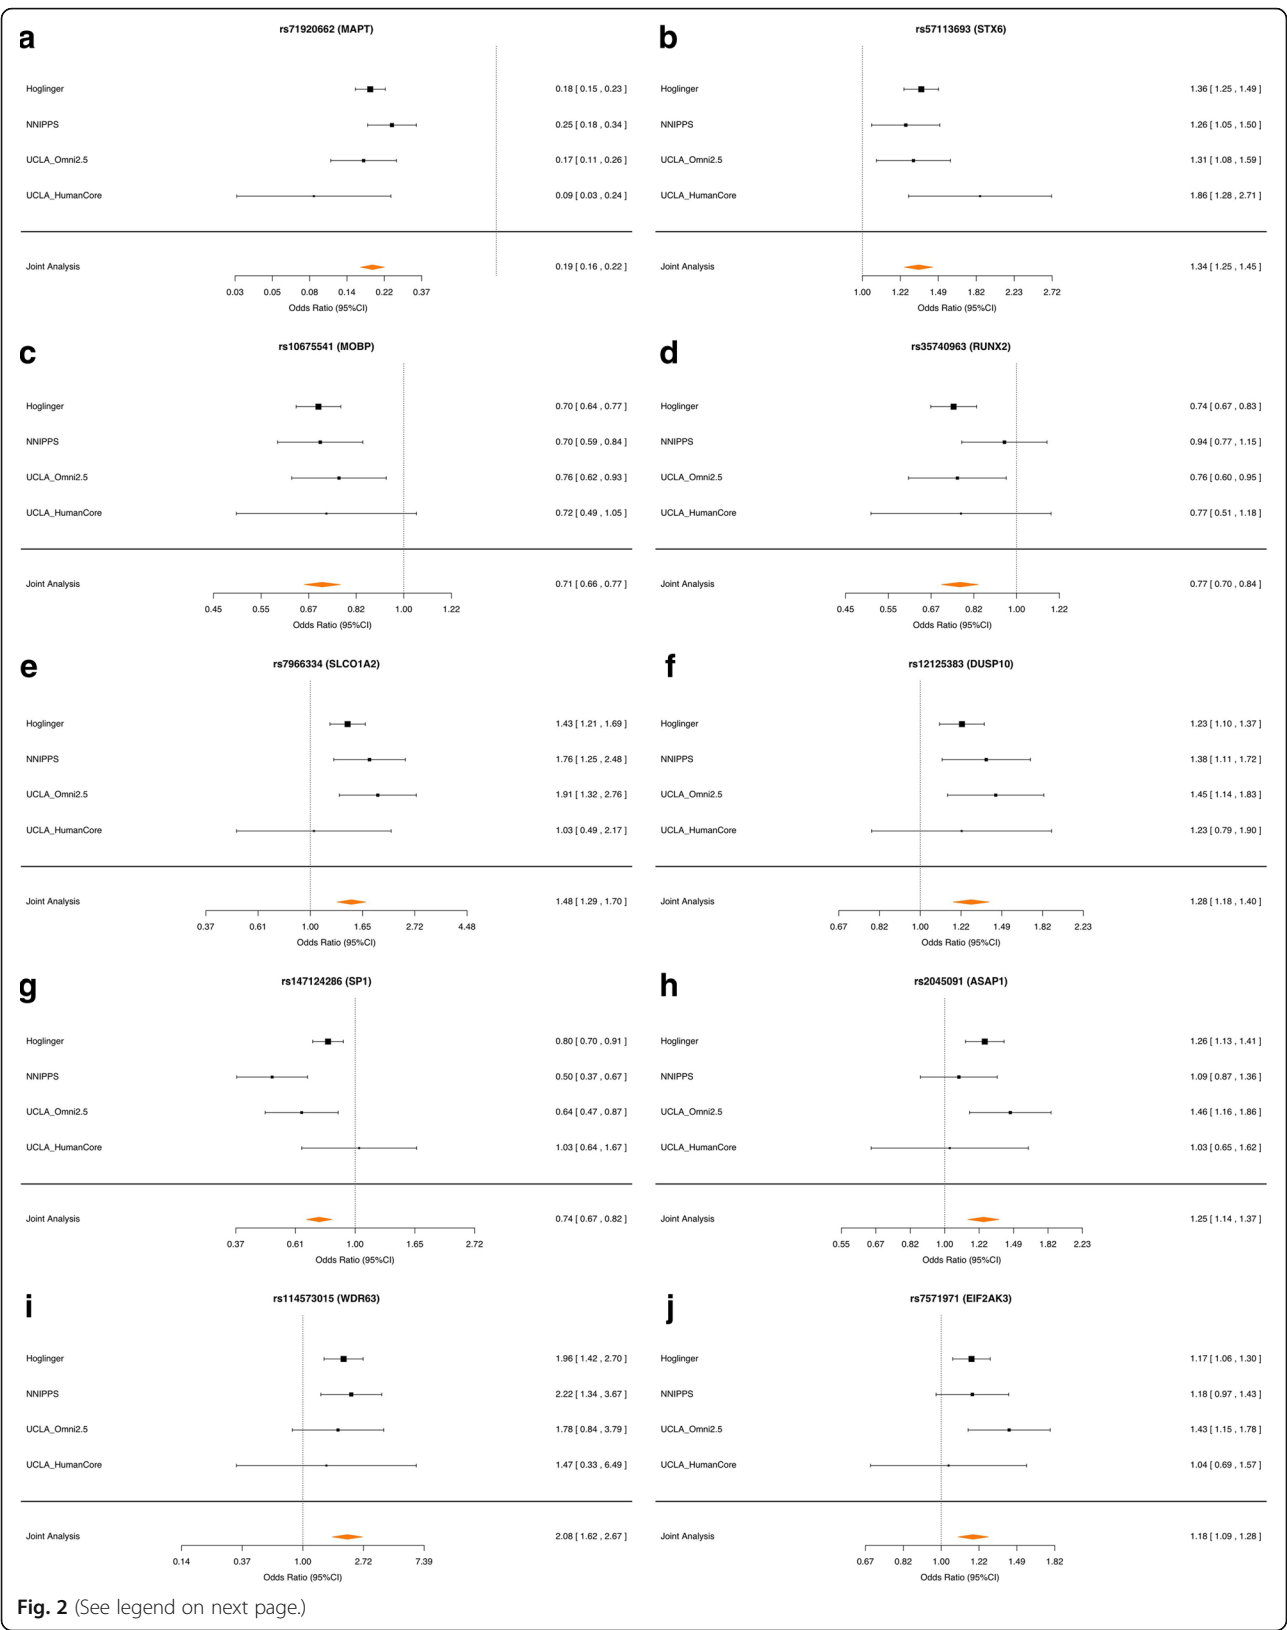 a
rs71920662 (MAPT)
Hoglinger 0.18 [ 0.15 , 0.23 ]
NNIPPS 0.25 [ 0.18 , 0.34 ]
UCLA_Omni2.5 0.17 [ 0.11 , 0.26 ]
UCLA_HumanCore 0.09 [ 0.03 , 0.24 ]
Joint Analysis 0.19 [ 0.16 , 0.22 ]
0.03 0.05 0.08 0.14 0.22 0.37
Odds Ratio (95%CI)
b
rs57113693 (STX6)
Hoglinger 1.36 [ 1.25 , 1.49 ]
NNIPPS 1.26 [ 1.05 , 1.50 ]
UCLA_Omni2.5 1.31 [ 1.08 , 1.59 ]
UCLA_HumanCore 1.86 [ 1.28 , 2.71 ]
Joint Analysis 1.34 [ 1.25 , 1.45 ]
1.00 1.22 1.49 1.82 2.23 2.72
Odds Ratio (95%CI)
c
rs10675541 (MOBP)
Hoglinger 0.70 [ 0.64 , 0.77 ]
NNIPPS 0.70 [ 0.59 , 0.84 ]
UCLA_Omni2.5 0.76 [ 0.62 , 0.93 ]
UCLA_HumanCore 0.72 [ 0.49 , 1.05 ]
Joint Analysis 0.71 [ 0.66 , 0.77 ]
0.45 0.55 0.67 0.82 1.00 1.22
Odds Ratio (95%CI)
d
rs35740963 (RUNX2)
Hoglinger 0.74 [ 0.67 , 0.83 ]
NNIPPS 0.94 [ 0.77 , 1.15 ]
UCLA_Omni2.5 0.76 [ 0.60 , 0.95 ]
UCLA_HumanCore 0.77 [ 0.51 , 1.18 ]
Joint Analysis 0.77 [ 0.70 , 0.84 ]
0.45 0.55 0.67 0.82 1.00 1.22
Odds Ratio (95%CI)
e
rs7966334 (SLCO1A2)
Hoglinger 1.43 [ 1.21 , 1.69 ]
NNIPPS 1.76 [ 1.25 , 2.48 ]
UCLA_Omni2.5 1.91 [ 1.32 , 2.76 ]
UCLA_HumanCore 1.03 [ 0.49 , 2.17 ]
Joint Analysis 1.48 [ 1.29 , 1.70 ]
0.37 0.61 1.00 1.65 2.72 4.48
Odds Ratio (95%CI)
f
rs12125383 (DUSP10)
Hoglinger 1.23 [ 1.10 , 1.37 ]
NNIPPS 1.38 [ 1.11 , 1.72 ]
UCLA_Omni2.5 1.45 [ 1.14 , 1.83 ]
UCLA_HumanCore 1.23 [ 0.79 , 1.90 ]
Joint Analysis 1.28 [ 1.18 , 1.40 ]
0.67 0.82 1.00 1.22 1.49 1.82 2.23
Odds Ratio (95%CI)
g
rs147124286 (SP1)
Hoglinger 0.80 [ 0.70 , 0.91 ]
NNIPPS 0.50 [ 0.37 , 0.67 ]
UCLA_Omni2.5 0.64 [ 0.47 , 0.87 ]
UCLA_HumanCore 1.03 [ 0.64 , 1.67 ]
Joint Analysis 0.74 [ 0.67 , 0.82 ]
0.37 0.61 1.00 1.65 2.72
Odds Ratio (95%CI)
h
rs2045091 (ASAP1)
Hoglinger 1.26 [ 1.13 , 1.41 ]
NNIPPS 1.09 [ 0.87 , 1.36 ]
UCLA_Omni2.5 1.46 [ 1.16 , 1.86 ]
UCLA_HumanCore 1.03 [ 0.65 , 1.62 ]
Joint Analysis 1.25 [ 1.14 , 1.37 ]
0.55 0.67 0.82 1.00 1.22 1.49 1.82 2.23
Odds Ratio (95%CI)
i
rs114573015 (WDR63)
Hoglinger 1.96 [ 1.42 , 2.70 ]
NNIPPS 2.22 [ 1.34 , 3.67 ]
UCLA_Omni2.5 1.78 [ 0.84 , 3.79 ]
UCLA_HumanCore 1.47 [ 0.33 , 6.49 ]
Joint Analysis 2.08 [ 1.62 , 2.67 ]
0.14 0.37 1.00 2.72 7.39
Odds Ratio (95%CI)
j
rs7571971 (EIF2AK3)
Hoglinger 1.17 [ 1.06 , 1.30 ]
NNIPPS 1.18 [ 0.97 , 1.43 ]
UCLA_Omni2.5 1.43 [ 1.15 , 1.78 ]
UCLA_HumanCore 1.04 [ 0.69 , 1.57 ]
Joint Analysis 1.18 [ 1.09 , 1.28 ]
0.67 0.82 1.00 1.22 1.49 1.82
Odds Ratio (95%CI)
Fig. 2 (See legend on next page.)